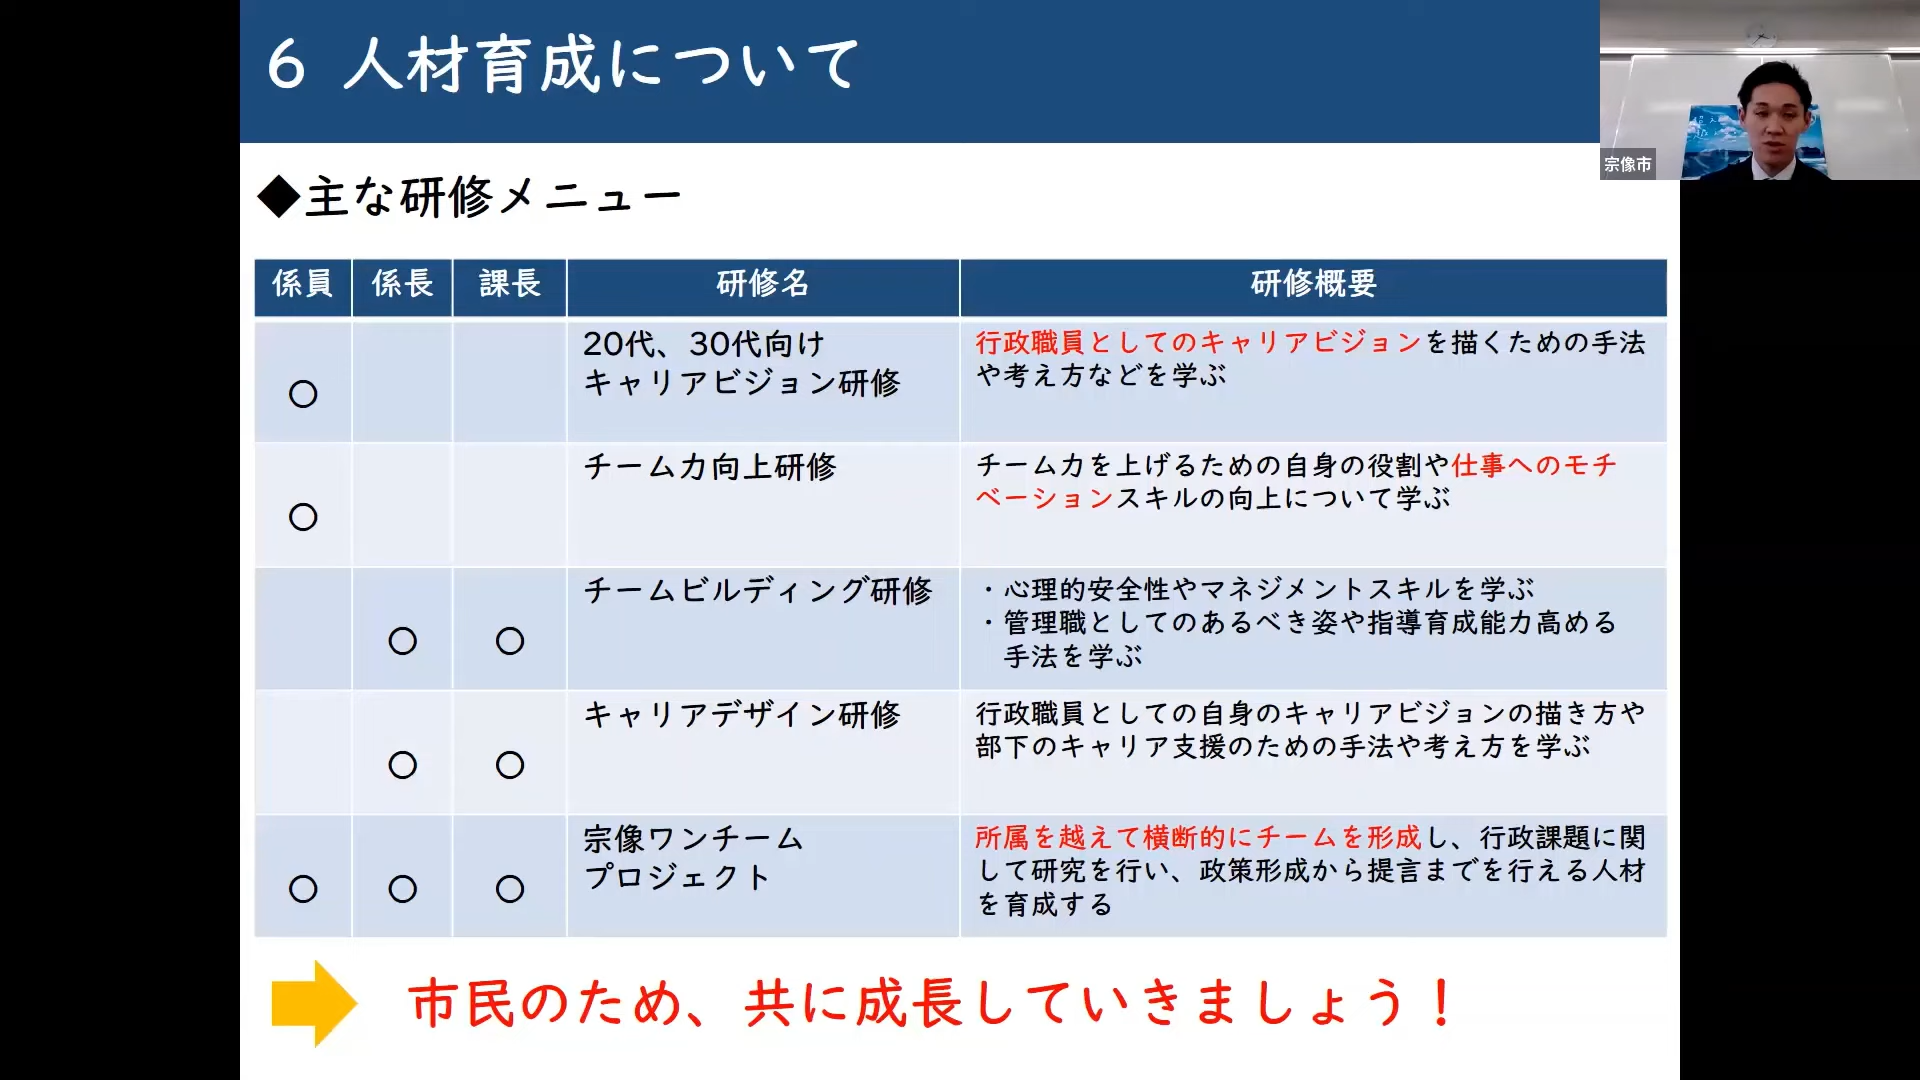 6 人材育成について
宗像市
◆主な研修メニュー
係員 係長 課長 研修名 研修概要
○
20代、30代向け
キャリアビジョン研修
行政職員としてのキャリアビジョンを描くための手法
や考え方などを学ぶ
○
チーム力向上研修
チーム力を上げるための自身の役割や仕事へのモチ
ベーションスキルの向上について学ぶ
○ ○
チームビルディング研修
・心理的安全性やマネジメントスキルを学ぶ
・管理職としてのあるべき姿や指導育成能力高める
手法を学ぶ
○ ○
キャリアデザイン研修
行政職員としての自身のキャリアビジョンの描き方や
部下のキャリア支援のための手法や考え方を学ぶ
○ ○ ○
宗像ワンチーム
プロジェクト
所属を越えて横断的にチームを形成し、行政課題に関
して研究を行い、政策形成から提言までを行える人材
を育成する
市民のため、共に成長していきましょう！